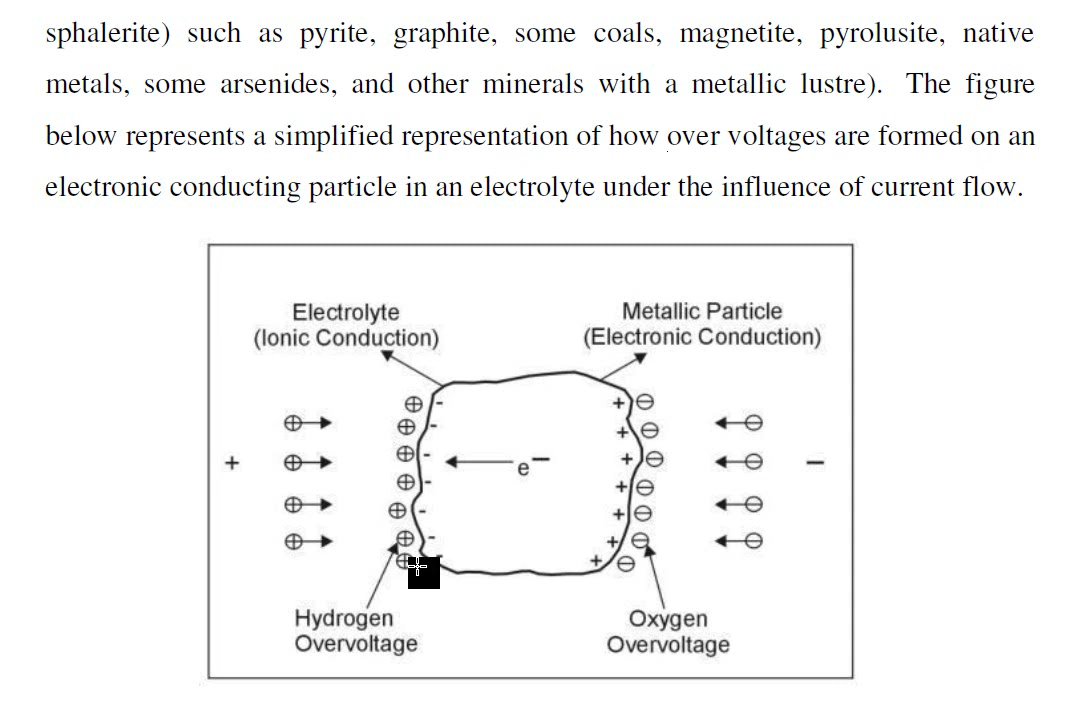 sphalerite) such as pyrite, graphite, some coals, magnetite, pyrolusite, native
metals, some arsenides, and other minerals with a metallic lustre). The figure
below represents a simplified representation of how over voltages are formed on an
electronic conducting particle in an electrolyte under the influence of current flow.
Electrolyte
(Ionic Conduction)
Metallic Particle
(Electronic Conduction)
+
e−
−
Hydrogen
Overvoltage
Oxygen
Overvoltage